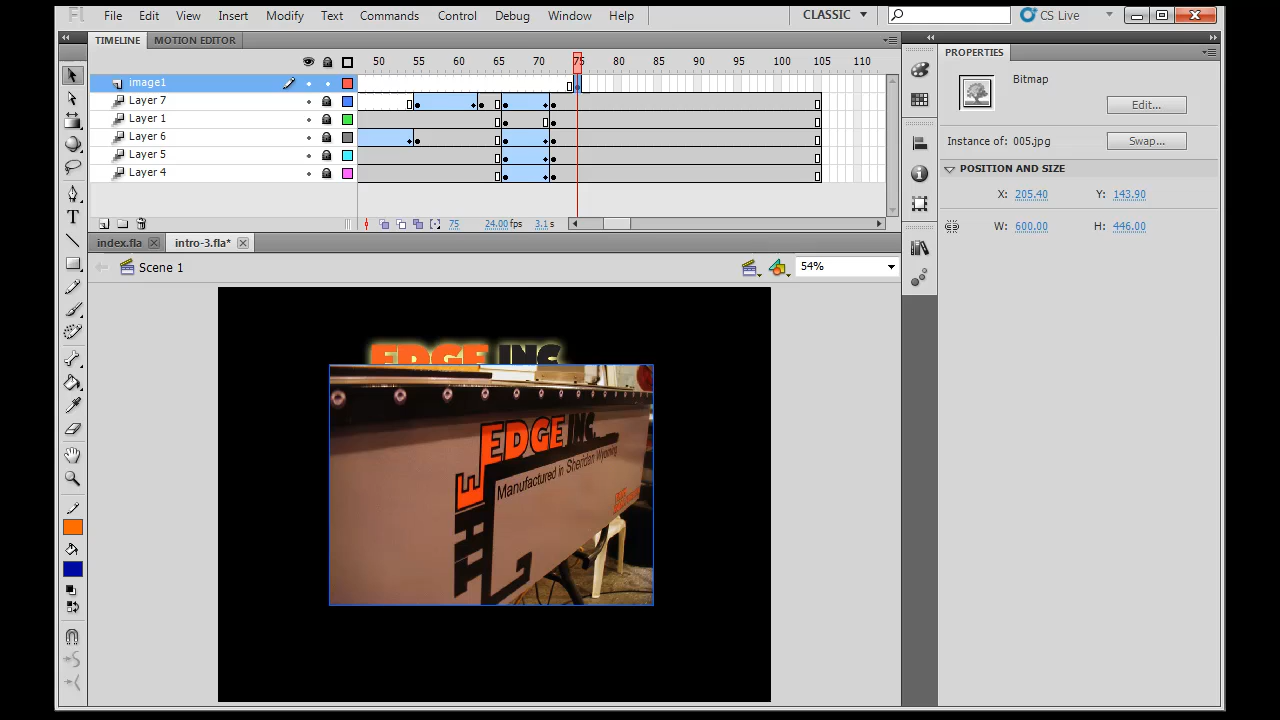 Fl File Edit View Insert Modify Text Commands Control Debug Window Help CLASSIC CS Live
TIMELINE MOTION EDITOR
PROPERTIES
50 55 60 65 70 75 80 85 90 95 100 105 110
image1
Layer 7
Layer 1
Layer 6
Layer 5
Layer 4
75 24.00 fps 3.1 s
Bitmap
Edit...
Instance of: 005.jpg
Swap...
POSITION AND SIZE
X: 205.40 Y: 143.90
W: 600.00 H: 446.00
index.fla intro-3.fla*
Scene 1
54%
EDGE INC
EDGE INC.
Manufactured in Sheridan Wyoming
THE